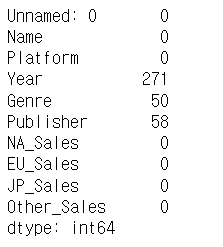 Unnamed: 0 0
Name 0
Platform 0
Year 271
Genre 50
Publisher 58
NA_Sales 0
EU_Sales 0
JP_Sales 0
Other_Sales 0
dtype: int64